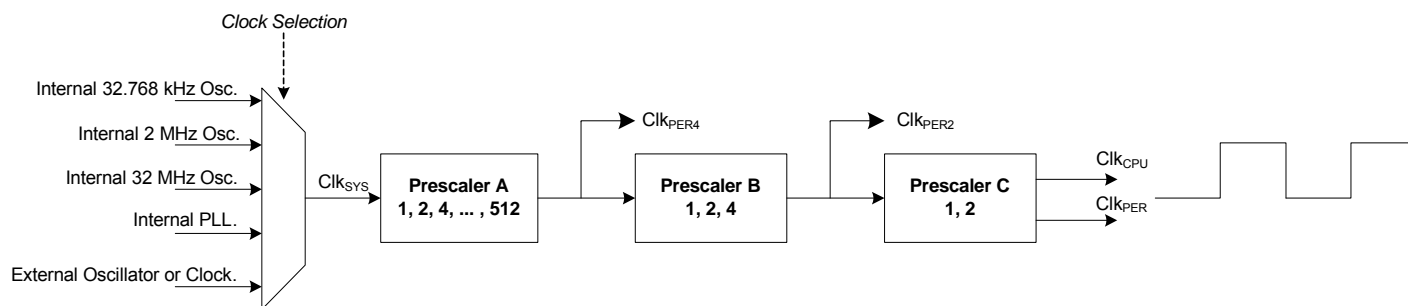 Clock Selection
Internal 32.768 kHz Osc.
Internal 2 MHz Osc.
Internal 32 MHz Osc.
Internal PLL.
External Oscillator or Clock.
ClkSYS
Prescaler A
1, 2, 4, ... , 512
ClkPER4
Prescaler B
1, 2, 4
ClkPER2
Prescaler C
1, 2
ClkCPU
ClkPER